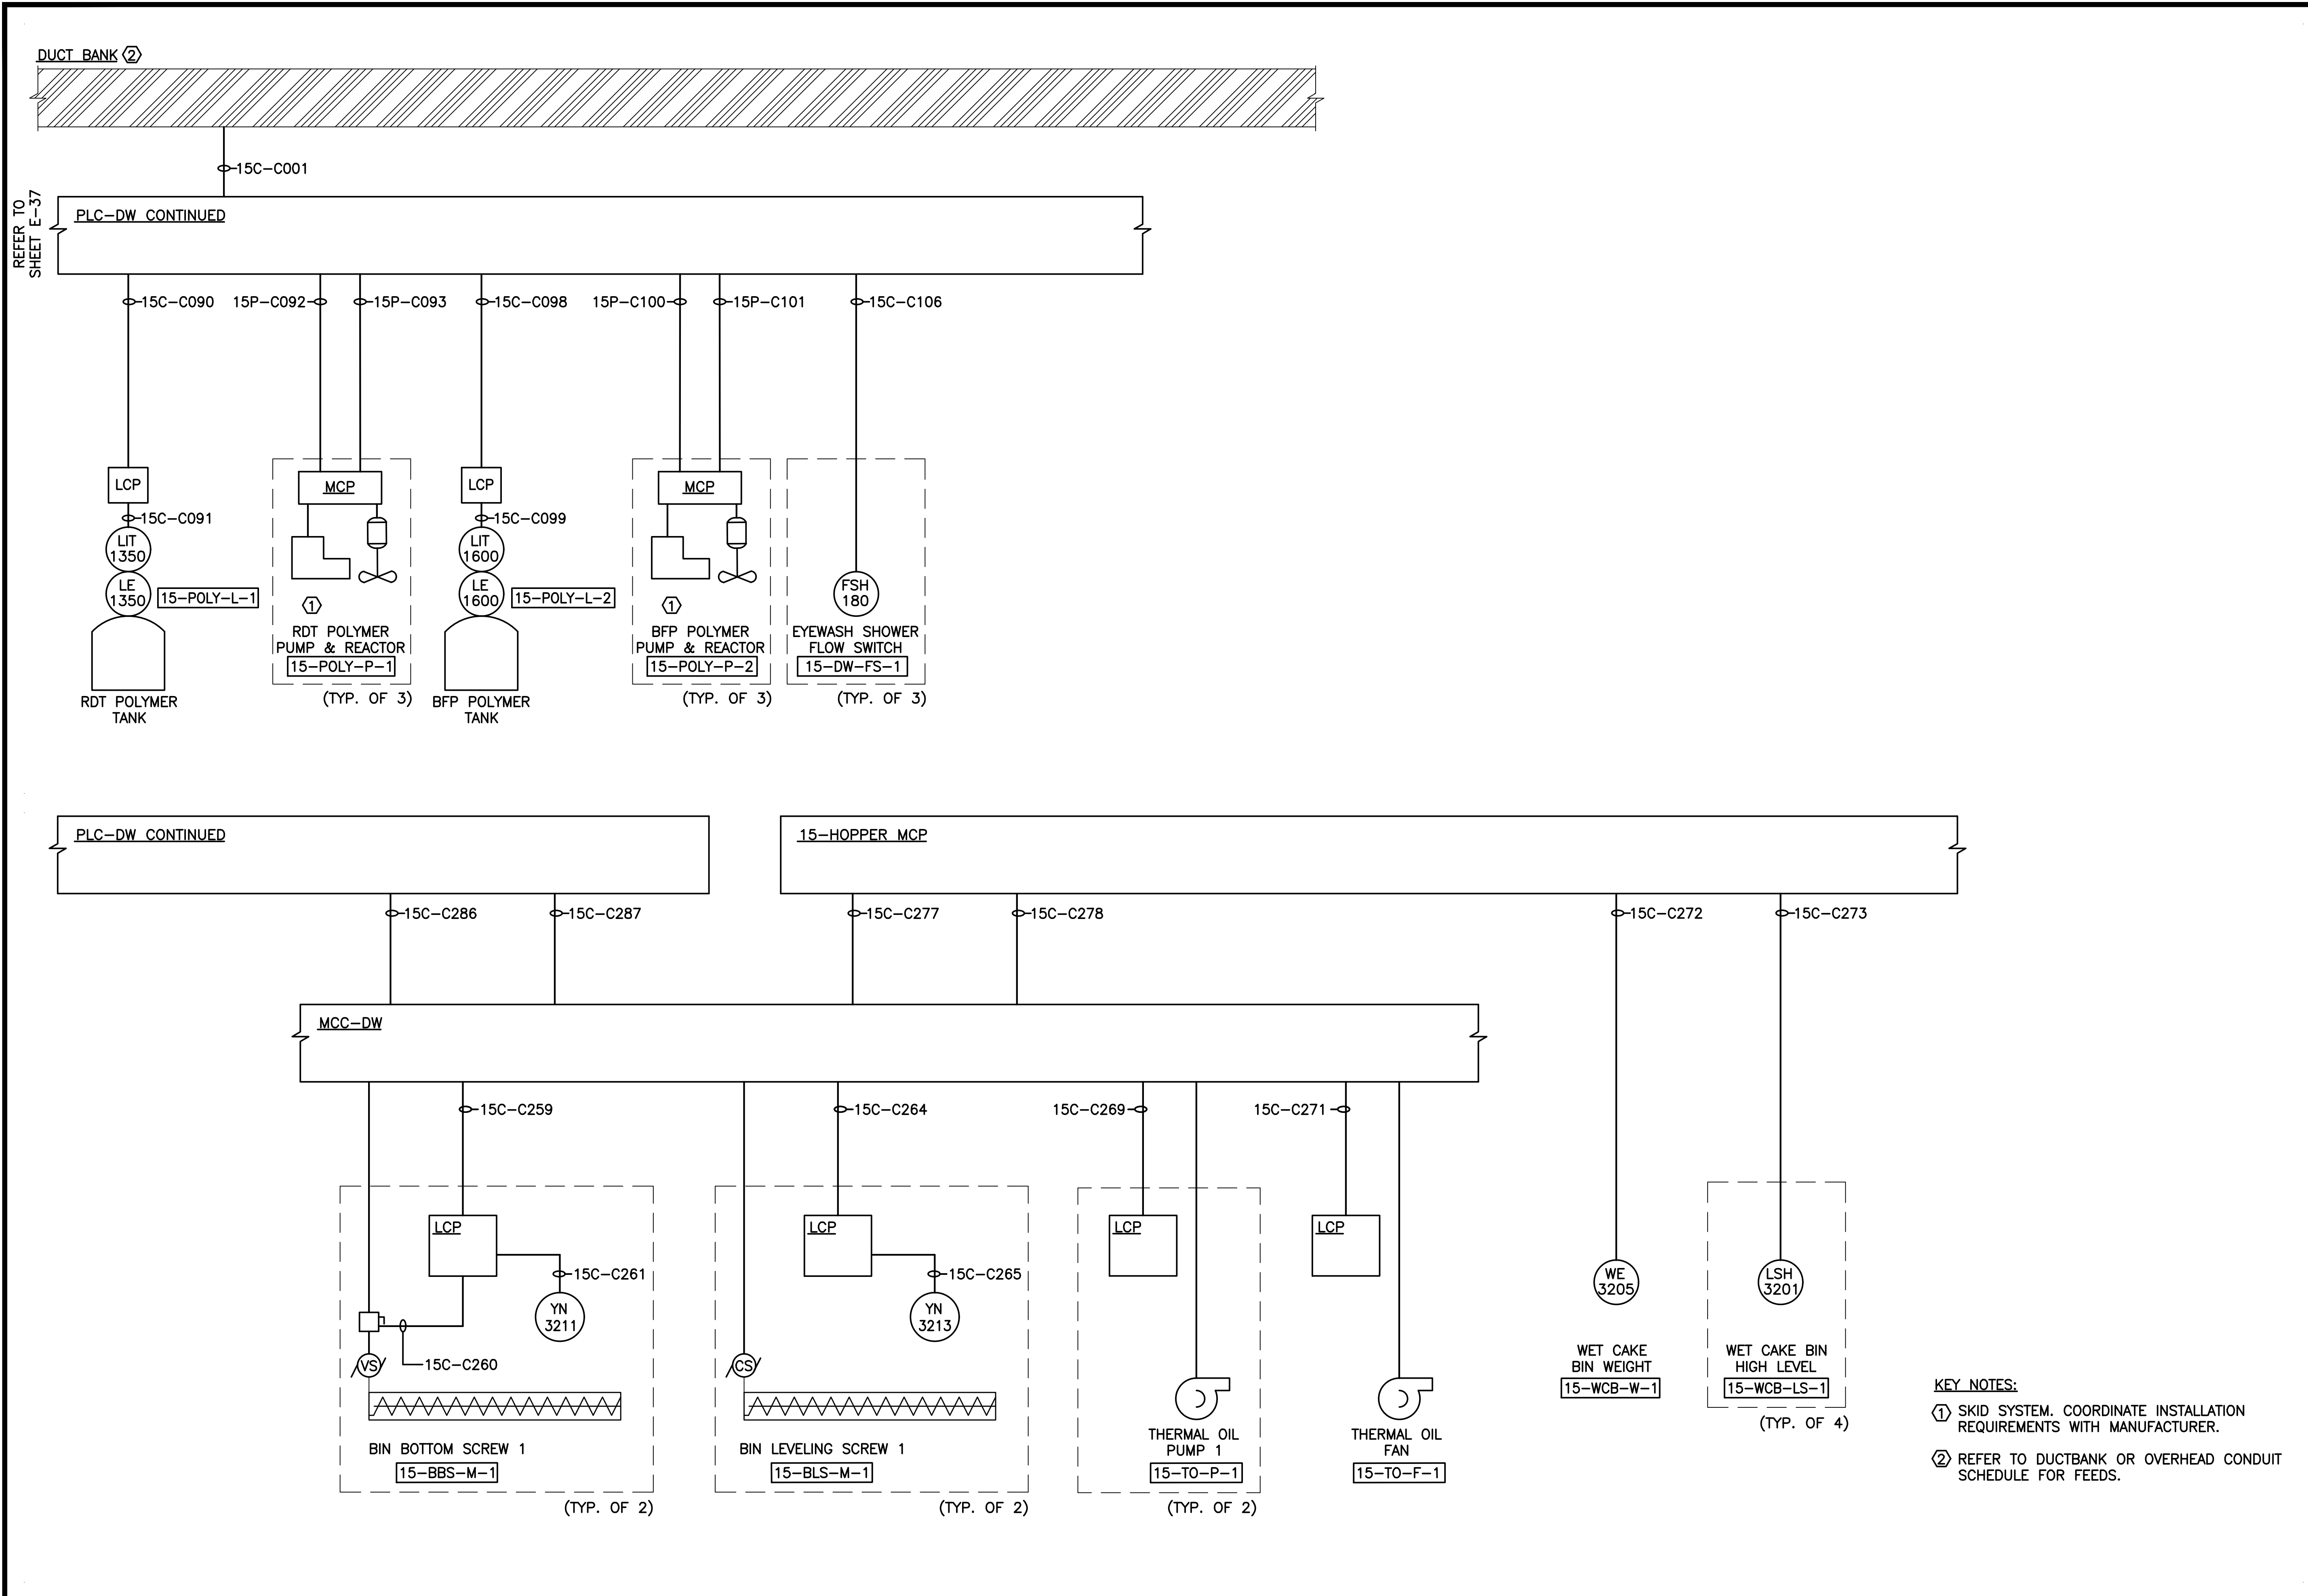 DUCT BANK 2
15C-C001
REFER TO
SHEET E-37
PLC-DW CONTINUED
15C-C090
15P-C092
15P-C093
15C-C098
15P-C100
15P-C101
15C-C106
LCP
15C-C091
LIT
1350
LE
1350
15-POLY-L-1
RDT POLYMER
TANK
MCP
1
RDT POLYMER
PUMP & REACTOR
15-POLY-P-1
(TYP. OF 3)
LCP
15C-C099
LIT
1600
LE
1600
15-POLY-L-2
BFP POLYMER
TANK
MCP
1
BFP POLYMER
PUMP & REACTOR
15-POLY-P-2
(TYP. OF 3)
FSH
180
EYEWASH SHOWER
FLOW SWITCH
15-DW-FS-1
(TYP. OF 3)
PLC-DW CONTINUED
15-HOPPER MCP
15C-C286
15C-C287
15C-C277
15C-C278
15C-C272
15C-C273
MCC-DW
15C-C259
15C-C264
15C-C269
15C-C271
LCP
15C-C261
YN
3211
VS
15C-C260
BIN BOTTOM SCREW 1
15-BBS-M-1
(TYP. OF 2)
LCP
15C-C265
YN
3213
CS
BIN LEVELING SCREW 1
15-BLS-M-1
(TYP. OF 2)
LCP
THERMAL OIL
PUMP 1
15-TO-P-1
(TYP. OF 2)
LCP
THERMAL OIL
FAN
15-TO-F-1
WE
3205
WET CAKE
BIN WEIGHT
15-WCB-W-1
LSH
3201
WET CAKE BIN
HIGH LEVEL
15-WCB-LS-1
(TYP. OF 4)
KEY NOTES:
1 SKID SYSTEM. COORDINATE INSTALLATION
REQUIREMENTS WITH MANUFACTURER.
2 REFER TO DUCTBANK OR OVERHEAD CONDUIT
SCHEDULE FOR FEEDS.